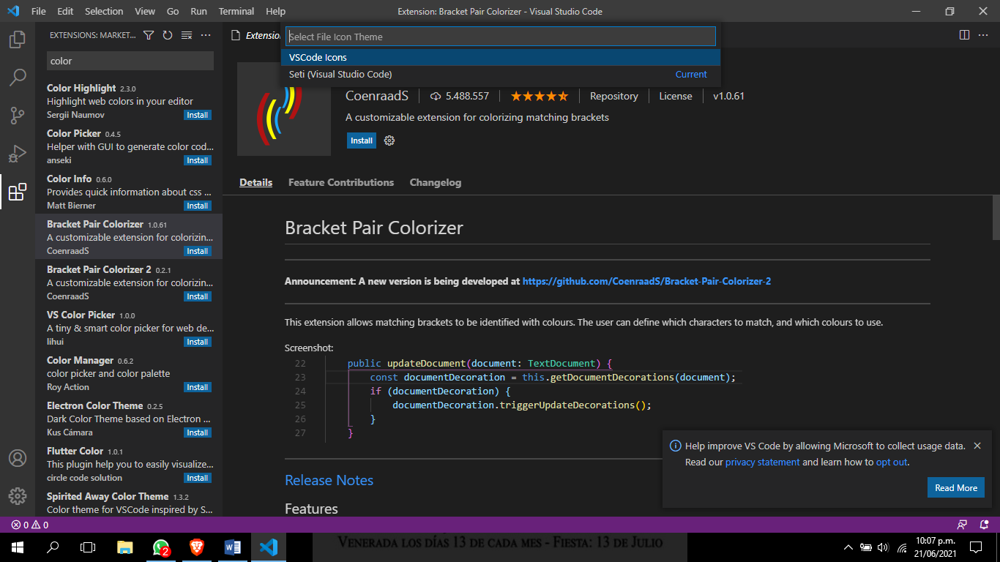 File Edit Selection View Go Run Terminal Help Extension: Bracket Pair Colorizer - Visual Studio Code
Select File Icon Theme
VSCode Icons
Seti (Visual Studio Code) Current
EXTENSIONS: MARKET...
color
Color Highlight 2.3.0
Highlight web colors in your editor
Sergii Naumov Install
Color Picker 0.4.5
Helper with GUI to generate color cod...
anseki Install
Color Info 0.6.0
Provides quick information about css ...
Matt Bierner Install
Bracket Pair Colorizer 1.0.61
A customizable extension for colorizin...
CoenraadS Install
Bracket Pair Colorizer 2 0.2.1
A customizable extension for colorizin...
CoenraadS Install
VS Color Picker 1.0.0
A tiny & smart color picker for web de...
lihui Install
Color Manager 0.6.2
color picker and color palette
Roy Action Install
Electron Color Theme 0.2.5
Dark Color Theme based on Electron ...
Kus Cámara Install
Flutter Color 1.0.1
This plugin help you to easily visualize...
circle code solution Install
Spirited Away Color Theme 1.3.2
Color theme for VSCode inspired by S...
Extension
CoenraadS 5.488.557 Repository License v1.0.61
A customizable extension for colorizing matching brackets
Install
Details Feature Contributions Changelog
Bracket Pair Colorizer
Announcement: A new version is being developed at https://github.com/CoenraadS/Bracket-Pair-Colorizer-2
This extension allows matching brackets to be identified with colours. The user can define which characters to match, and which colours to use.
Screenshot:
22 public updateDocument(document: TextDocument) {
23 const documentDecoration = this.getDocumentDecorations(document);
24 if (documentDecoration) {
25 documentDecoration.triggerUpdateDecorations();
26 }
27 }
Release Notes
Features
Help improve VS Code by allowing Microsoft to collect usage data.
Read our privacy statement and learn how to opt out.
Read More
0 0
2
VENERADA LOS DÍAS 13 DE CADA MES - FIESTA: 13 DE JULIO
10:07 p.m.
21/06/2021